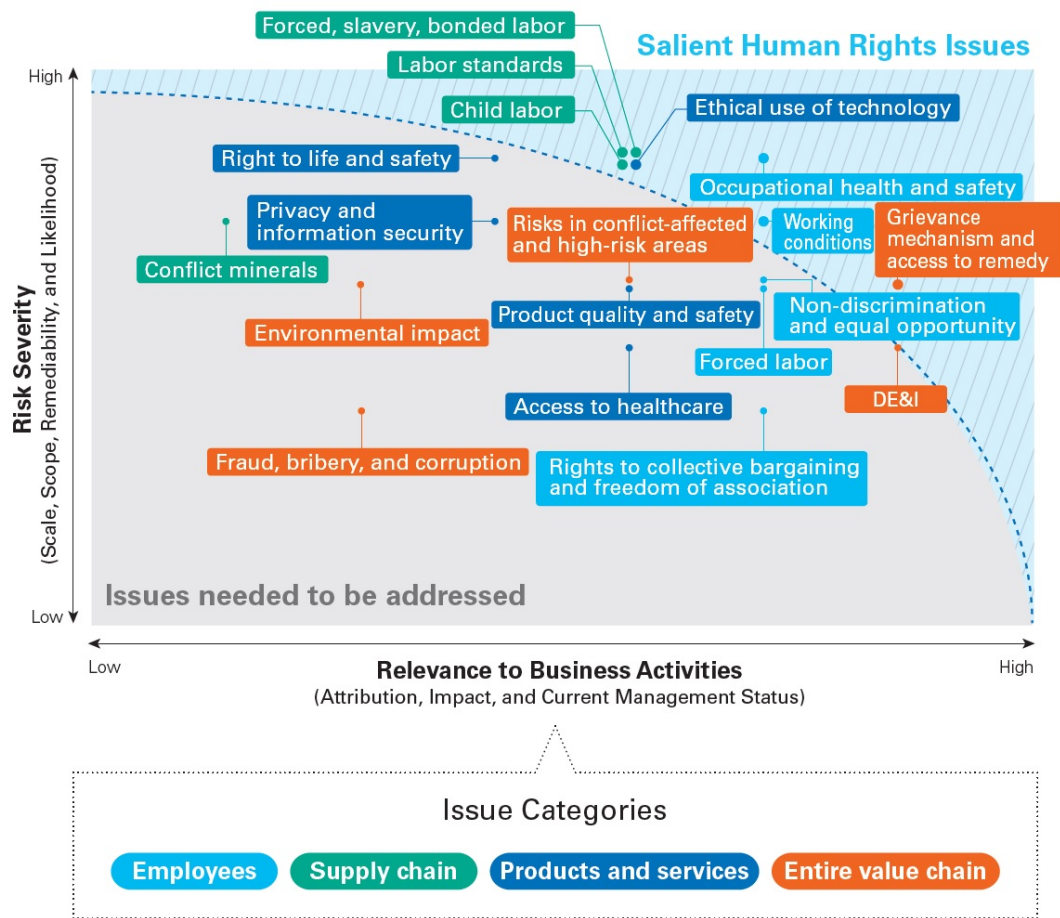 Forced, slavery, bonded labor
Salient Human Rights Issues
Labor standards
High
Child labor
Ethical use of technology
Right to life and safety
Occupational health and safety
Privacy and
information security
Risks in conflict-affected
and high-risk areas
Working
conditions
Grievance
mechanism and
access to remedy
Conflict minerals
Environmental impact
Product quality and safety
Non-discrimination
and equal opportunity
Forced labor
Access to healthcare
DE&I
Fraud, bribery, and corruption
Rights to collective bargaining
and freedom of association
Risk Severity
(Scale, Scope, Remediability, and Likelihood)
Issues needed to be addressed
Low
Low
High
Relevance to Business Activities
(Attribution, Impact, and Current Management Status)
Issue Categories
Employees
Supply chain
Products and services
Entire value chain